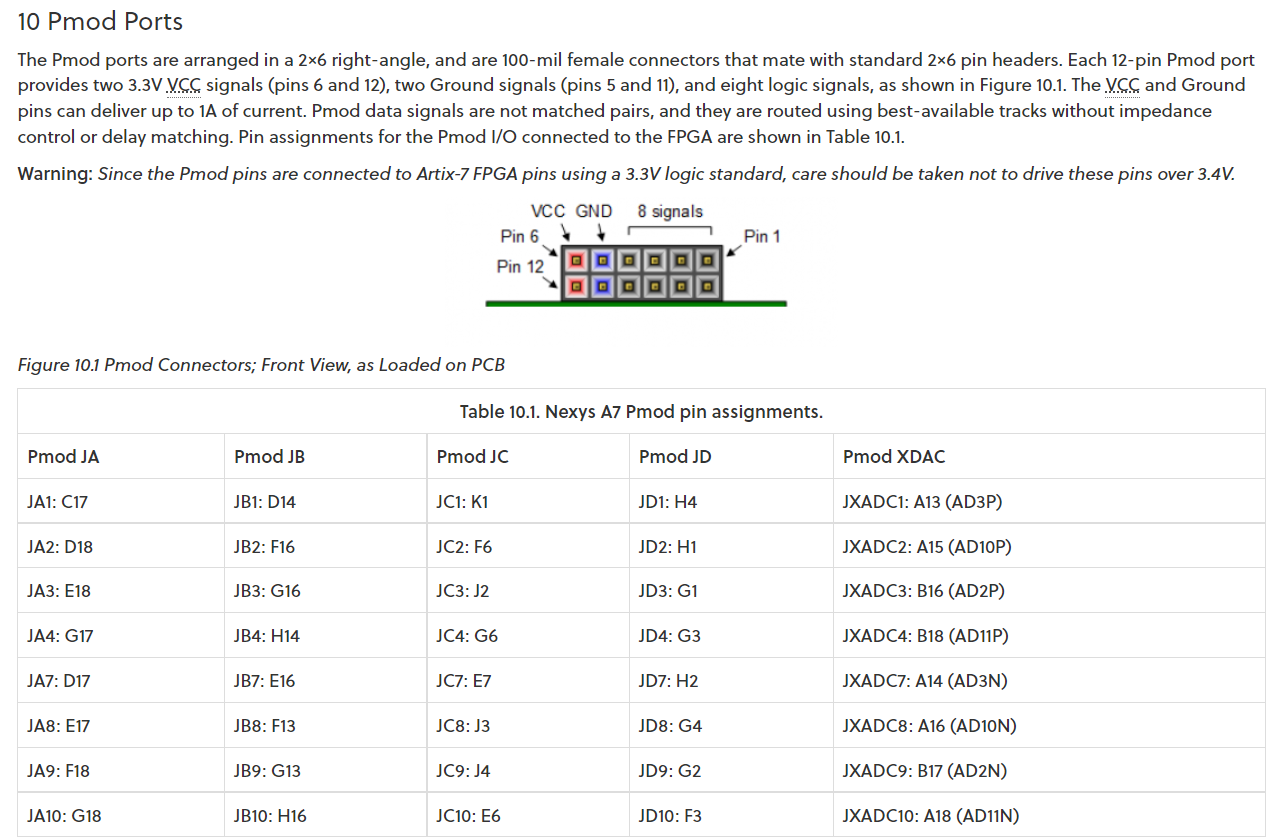 10 Pmod Ports
The Pmod ports are arranged in a 2×6 right-angle, and are 100-mil female connectors that mate with standard 2×6 pin headers. Each 12-pin Pmod port
provides two 3.3V VCC signals (pins 6 and 12), two Ground signals (pins 5 and 11), and eight logic signals, as shown in Figure 10.1. The VCC and Ground
pins can deliver up to 1A of current. Pmod data signals are not matched pairs, and they are routed using best-available tracks without impedance
control or delay matching. Pin assignments for the Pmod I/O connected to the FPGA are shown in Table 10.1.
Warning: Since the Pmod pins are connected to Artix-7 FPGA pins using a 3.3V logic standard, care should be taken not to drive these pins over 3.4V.
VCC GND 8 signals
Pin 6 Pin 1
Pin 12
Figure 10.1 Pmod Connectors; Front View, as Loaded on PCB
Table 10.1. Nexys A7 Pmod pin assignments.
Pmod JA Pmod JB Pmod JC Pmod JD Pmod XDAC
JA1: C17 JB1: D14 JC1: K1 JD1: H4 JXADC1: A13 (AD3P)
JA2: D18 JB2: F16 JC2: F6 JD2: H1 JXADC2: A15 (AD10P)
JA3: E18 JB3: G16 JC3: J2 JD3: G1 JXADC3: B16 (AD2P)
JA4: G17 JB4: H14 JC4: G6 JD4: G3 JXADC4: B18 (AD11P)
JA7: D17 JB7: E16 JC7: E7 JD7: H2 JXADC7: A14 (AD3N)
JA8: E17 JB8: F13 JC8: J3 JD8: G4 JXADC8: A16 (AD10N)
JA9: F18 JB9: G13 JC9: J4 JD9: G2 JXADC9: B17 (AD2N)
JA10: G18 JB10: H16 JC10: E6 JD10: F3 JXADC10: A18 (AD11N)